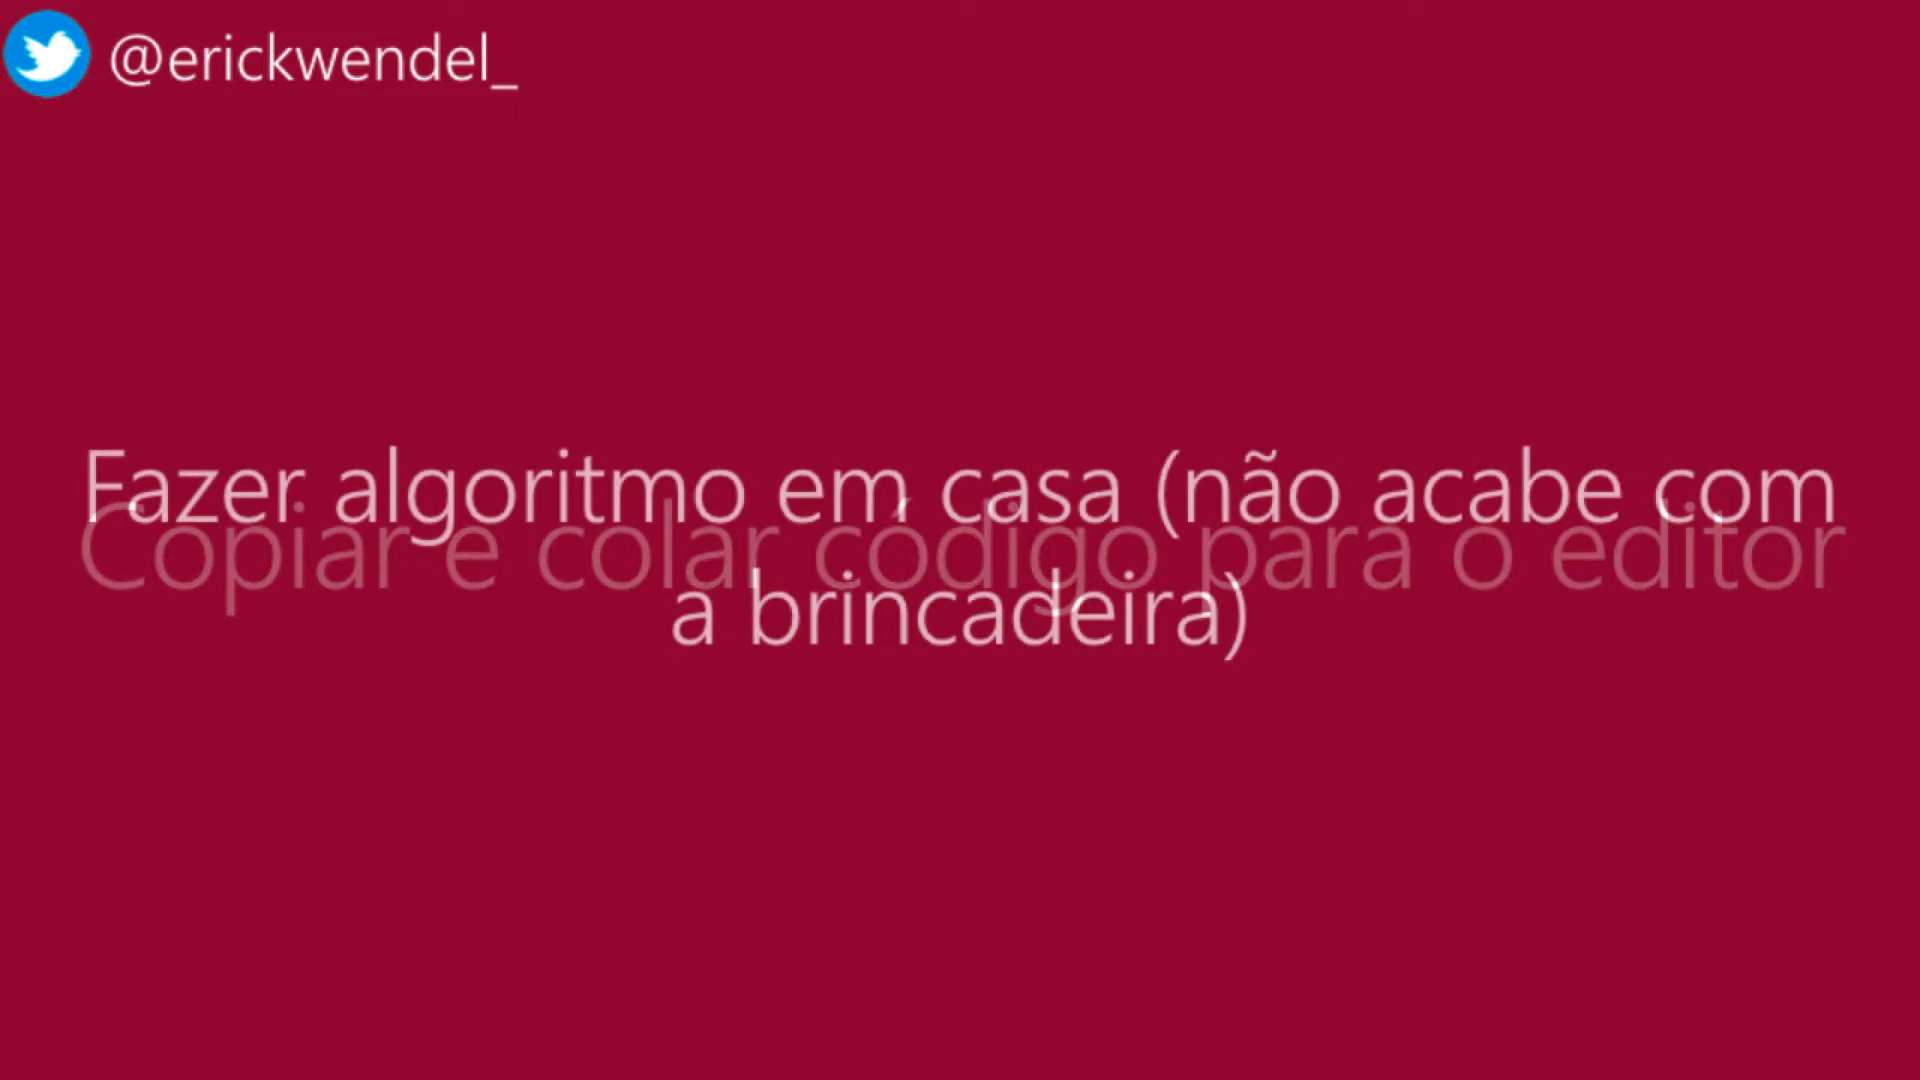 @erickwendel_
Fazer algoritmo em casa (não acabe com
Copiar e colar código para o editor
a brincadeira)